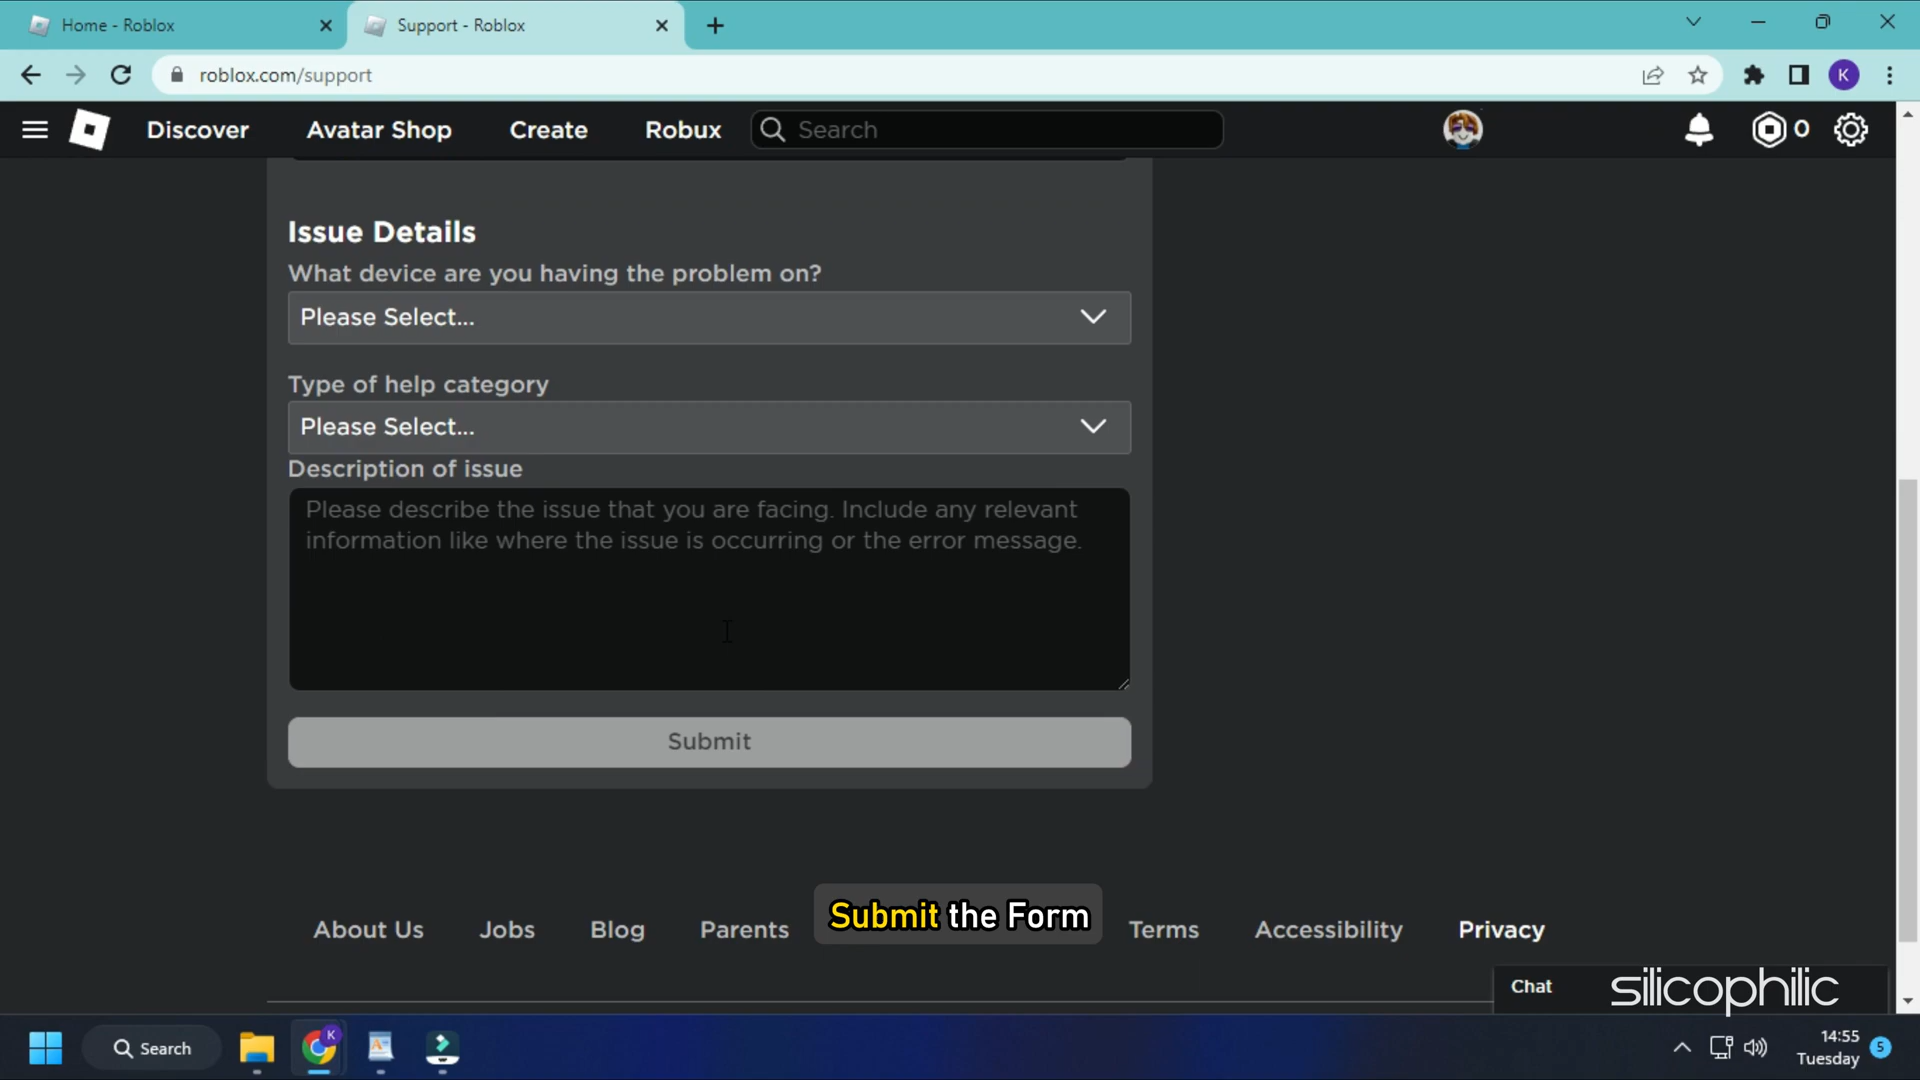 Home - Roblox
Support - Roblox
roblox.com/support
K
Discover
Avatar Shop
Create
Robux
Search
0
Issue Details
What device are you having the problem on?
Please Select...
Type of help category
Please Select...
Description of issue
Please describe the issue that you are facing. Include any relevant
information like where the issue is occurring or the error message.
Submit
About Us
Jobs
Blog
Parents
Submit the Form
Terms
Accessibility
Privacy
Chat
silicophilic
Search
K
14:55
Tuesday
5